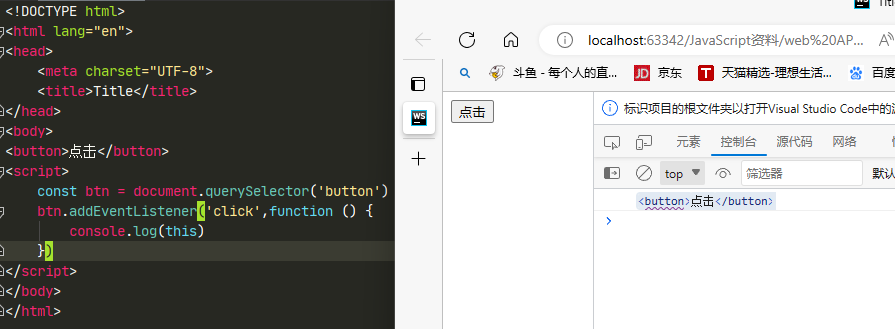 <!DOCTYPE html>
<html lang="en">
<head>
<meta charset="UTF-8">
<title>Title</title>
</head>
<body>
<button>点击</button>
<script>
const btn = document.querySelector('button')
btn.addEventListener('click',function () {
console.log(this)
})
</script>
</body>
</html>
localhost:63342/JavaScript资料/web%20AP...
斗鱼 - 每个人的直...
JD
京东
T
天猫精选-理想生活...
百度
WS
点击
标识项目的根文件夹以打开Visual Studio Code中的
元素
控制台
源代码
网络
top
筛选器
默认
<button>点击</button>